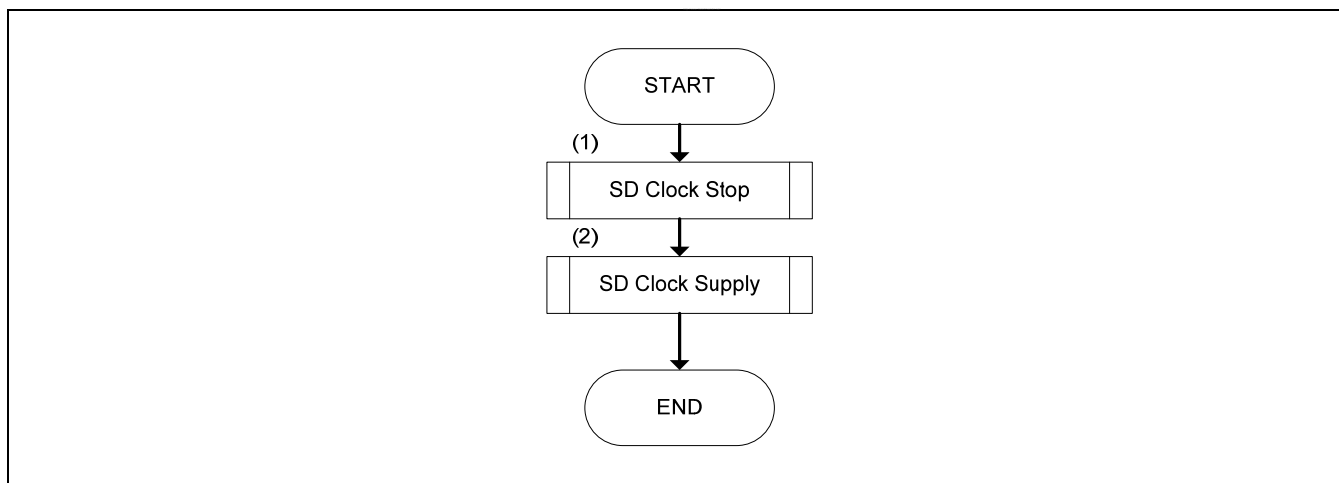 START
(1)
SD Clock Stop
(2)
SD Clock Supply
END